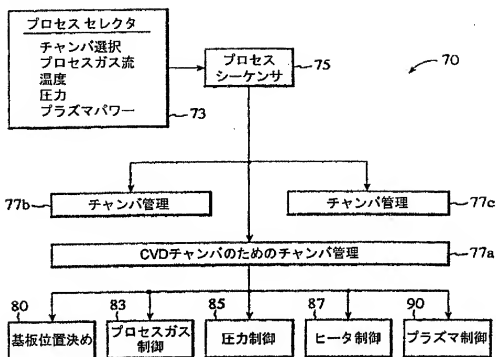 プロセス セレクタ
チャンバ選択
プロセスガス流
温度
圧力
プラズマパワー
73
プロセス
シーケンサ
75
70
77b
チャンバ管理
チャンバ管理
77c
CVDチャンバのためのチャンバ管理
77a
80
83
85
87
90
基板位置決め
プロセスガス
制御
圧力制御
ヒータ制御
プラズマ制御